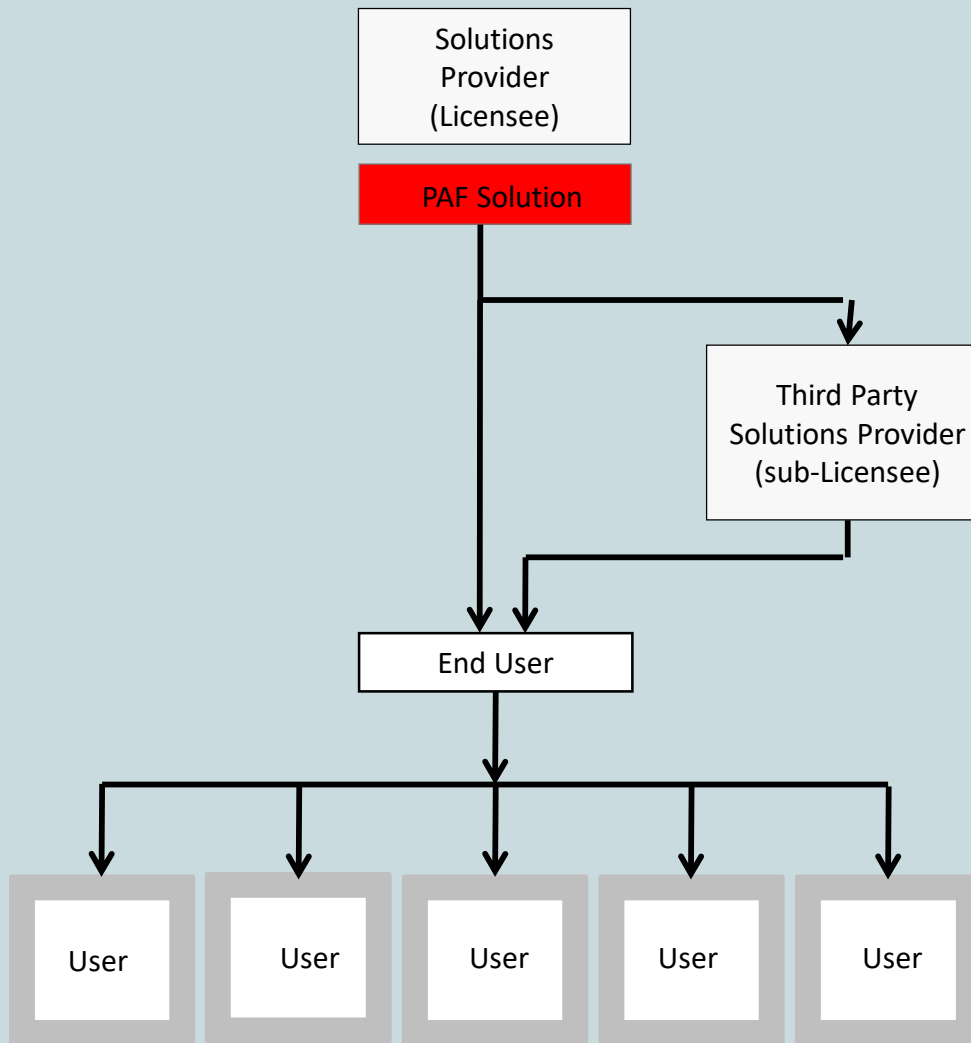 Solutions
Provider
(Licensee)
PAF Solution
Third Party
Solutions Provider
(sub-Licensee)
End User
User
User
User
User
User